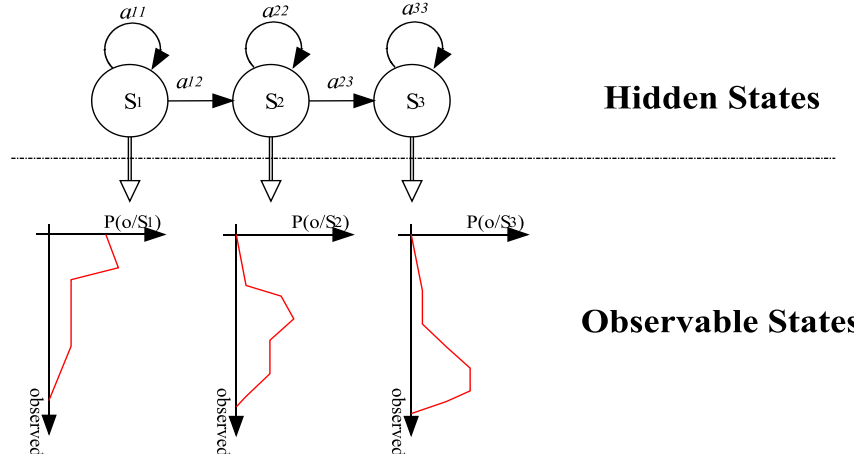 a11 a22 a33
a12 a23
S1 S2 S3
Hidden States
P(o/S1) P(o/S2) P(o/S3)
Observable States
observed observed observed